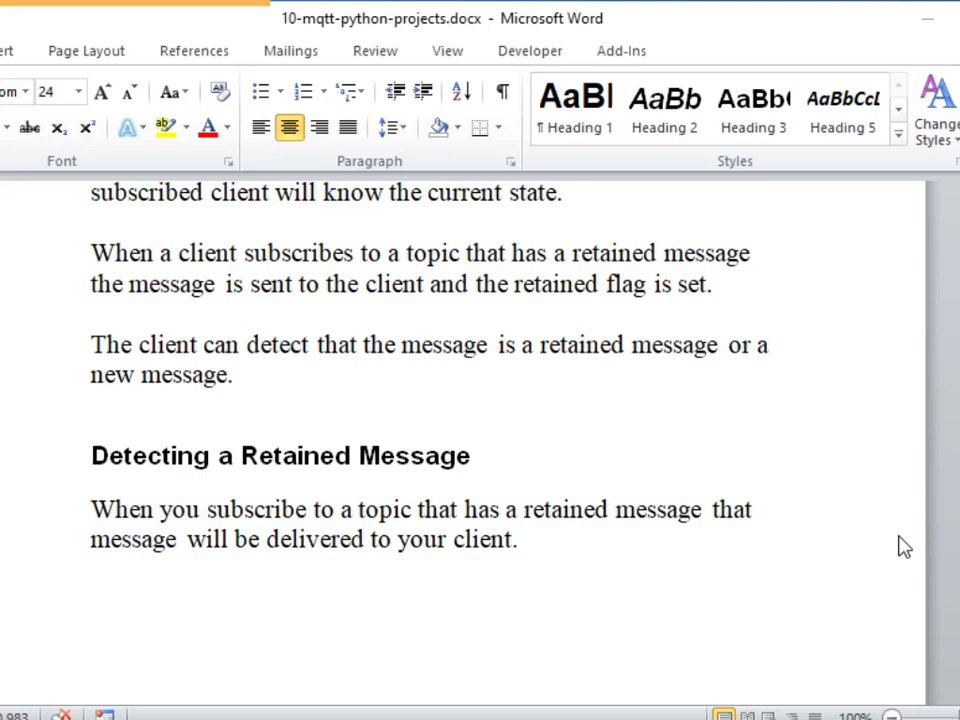 10-mqtt-python-projects.docx - Microsoft Word
Page Layout References Mailings Review View Developer Add-Ins
24 Aa
abc x₂ x² A ab A
AaBl AaBb AaBb( AaBbCcL
¶ Heading 1 Heading 2 Heading 3 Heading 5 Change Styles
Font Paragraph Styles
subscribed client will know the current state.
When a client subscribes to a topic that has a retained message
the message is sent to the client and the retained flag is set.
The client can detect that the message is a retained message or a
new message.
Detecting a Retained Message
When you subscribe to a topic that has a retained message that
message will be delivered to your client.
100%